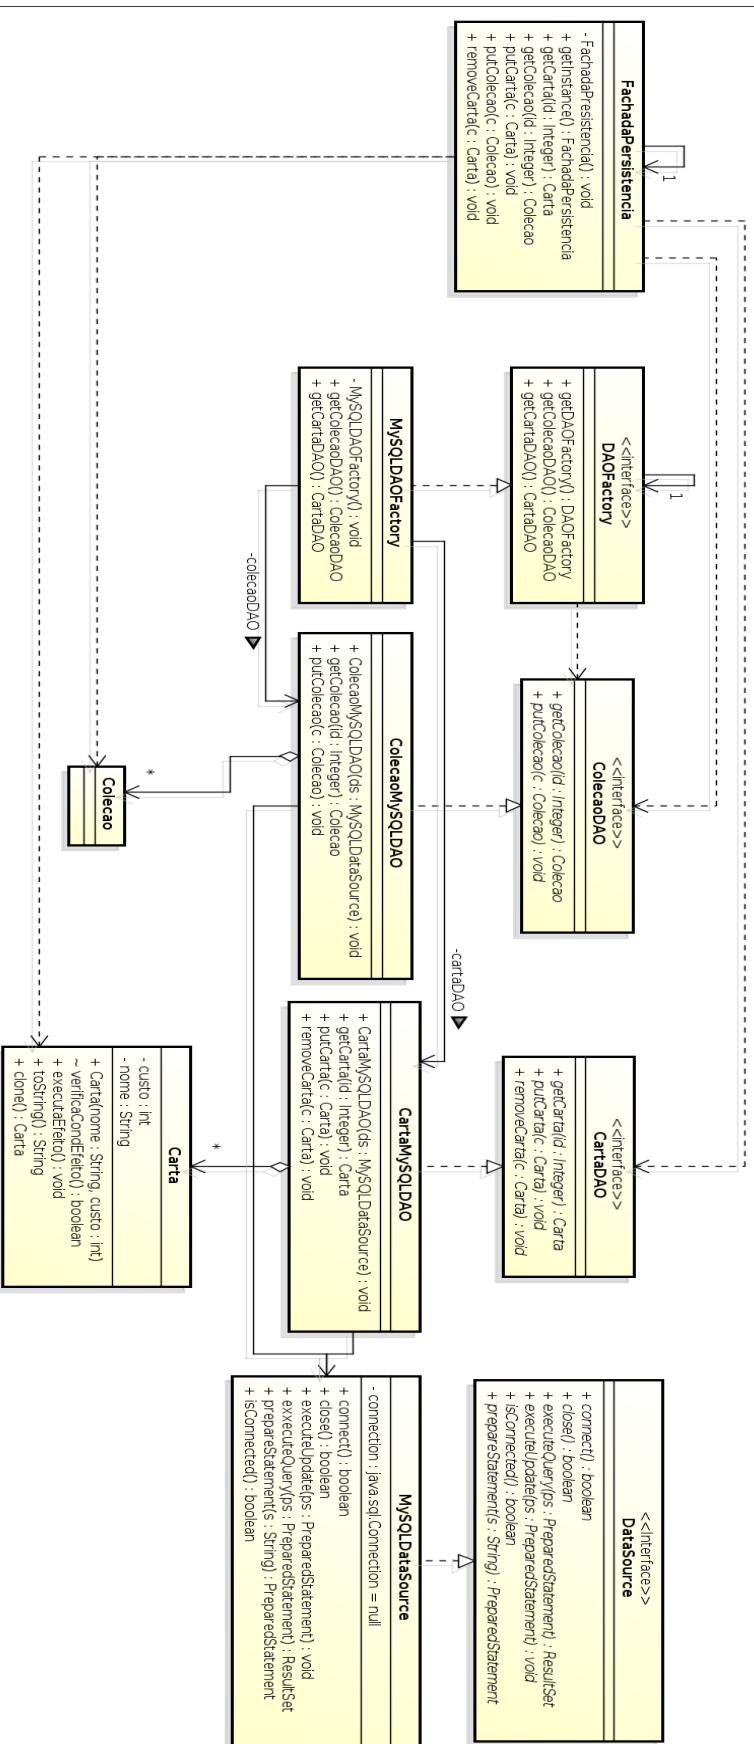 FachadaPersistencia
- FachadaPresistencia() : void
+ getInstance() : FachadaPersistencia
+ getCarta(id : Integer) : Carta
+ getColecao(id : Integer) : Colecao
+ putCarta(c : Carta) : void
+ putColecao(c : Colecao) : void
+ removeCarta(c : Carta) : void
1
<<interface>>
DAOFactory
+ getDAOFactory() : DAOFactory
+ getColecaoDAO() : ColecaoDAO
+ getCartaDAO() : CartaDAO
1
<<interface>>
ColecaoDAO
+ getColecao(id : Integer) : Colecao
+ putColecao(c : Colecao) : void
<<interface>>
CartaDAO
+ getCarta(id : Integer) : Carta
+ putCarta(c : Carta) : void
+ removeCarta(c : Carta) : void
<<Interface>>
DataSource
+ connect() : boolean
+ close() : boolean
+ executeQuery(ps : PreparedStatement) : ResultSet
+ executeUpdate(ps : PreparedStatement) : void
+ isConnected() : boolean
+ prepareStatement(s : String) : PreparedStatement
MySQLDAOFactory
- MySQLDAOFactory() : void
+ getColecaoDAO() : ColecaoDAO
+ getCartaDAO() : CartaDAO
-colecaoDAO
-cartaDAO
ColecaoMySQLDAO
+ ColecaoMySQLDAO(ds : MySQLDataSource) : void
+ getColecao(id : Integer) : Colecao
+ putColecao(c : Colecao) : void
CartaMySQLDAO
+ CartaMySQLDAO(ds : MySQLDataSource) : void
+ getCarta(id : Integer) : Carta
+ putCarta(c : Carta) : void
+ removeCarta(c : Carta) : void
MySQLDataSource
- connection : java.sql.Connection = null
+ connect() : boolean
+ close() : boolean
+ executeUpdate(ps : PreparedStatement) : void
+ exxecuteQuery(ps : PreparedStatement) : ResultSet
+ prepareStatement(s : String) : PreparedStatement
+ isConnected() : boolean
*
Colecao
*
Carta
- custo : int
- nome : String
+ Carta(nome : String, custo : int)
~ verificaCondEfeito() : boolean
+ executaEfeito() : void
+ toString() : String
+ clone() : Carta